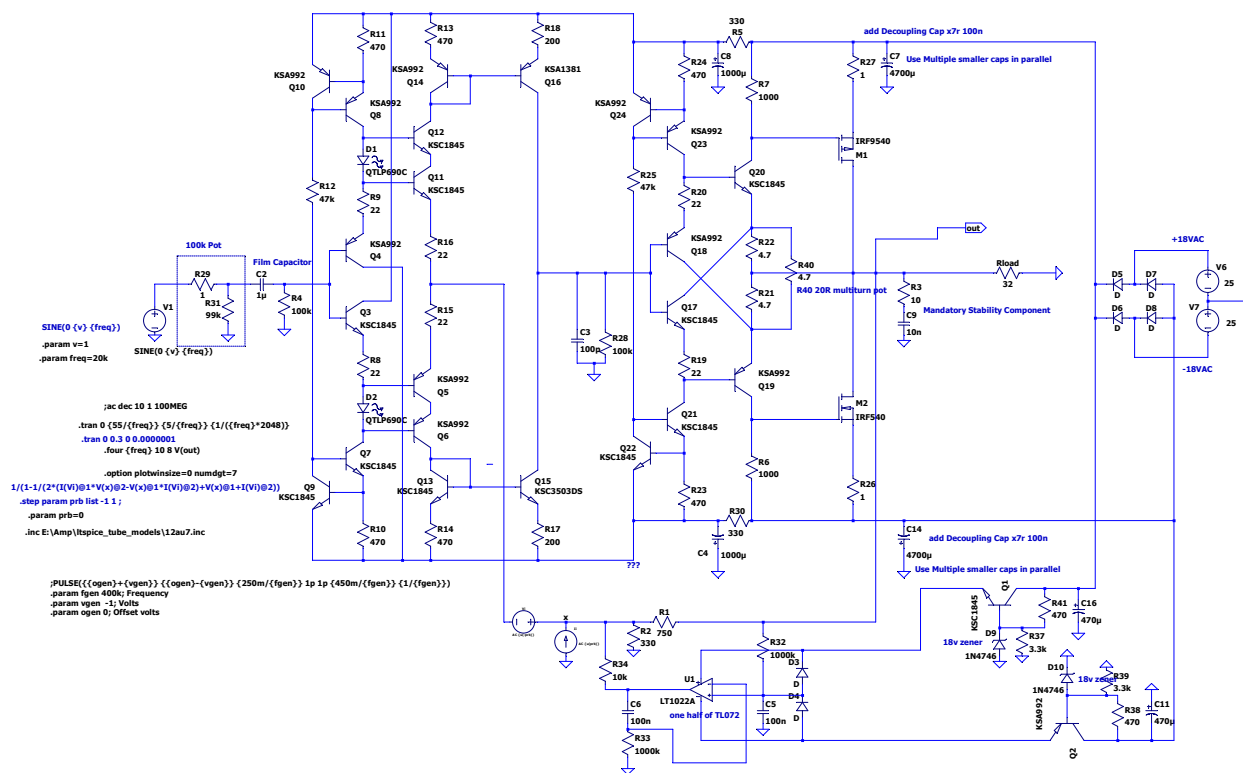 R11
470
R13
470
R18
200
330
R5
add Decoupling Cap x7r 100n
Use Multiple smaller caps in parallel
C8
1000µ
R27
1
C7
4700µ
KSA992
Q10
KSA992
Q14
KSA1381
Q16
R24
470
R7
1000
KSA992
Q8
KSA992
Q24
KSA992
Q23
IRF9540
M1
Q12
KSC1845
D1
QTLP690C
Q11
KSC1845
Q20
KSC1845
R12
47k
R9
22
R25
47k
R20
22
KSA992
Q4
R16
22
KSA992
Q18
R22
4.7
R40
4.7
R40 20R multiturn pot
R21
4.7
out
Rload
32
+18VAC
V6
25
V7
25
-18VAC
D5
D
D7
D
D6
D
D8
D
100k Pot
Film Capacitor
R29
1
C2
1µ
R31
99k
R4
100k
V1
SINE(0 {v} {freq})
SINE(0 {v} {freq})
.param v=1
.param freq=20k
Q3
KSC1845
R15
22
R8
22
Q17
KSC1845
C3
100p
R28
100k
R19
22
R3
10
C9
10n
Mandatory Stability Component
KSA992
Q5
KSA992
Q19
D2
QTLP690C
KSA992
Q6
M2
IRF540
Q21
KSC1845
Q22
KSC1845
;ac dec 10 1 100MEG
.tran 0 {55/{freq}} {5/{freq}} {1/({freq}*2048)}
.tran 0 0.3 0 0.0000001
.four {freq} 10 8 V(out)
.option plotwinsize=0 numdgt=7
1/(1-1/(2*(I(Vi)@1*V(x)@2-V(x)@1*I(Vi)@2)+V(x)@1+I(Vi)@2))
.step param prb list -1 1 ;
.param prb=0
.inc E:\Amp\ltspice_tube_models\12au7.inc
Q7
KSC1845
Q9
KSC1845
Q13
KSC1845
Q15
KSC3503DS
R6
1000
R26
1
R10
470
R14
470
R17
200
R23
470
R30
330
C4
1000µ
C14
4700µ
???
add Decoupling Cap x7r 100n
Use Multiple smaller caps in parallel
;PULSE({{ogen}+{vgen}} {{ogen}-{vgen}} {250m/{fgen}} 1p 1p {450m/{fgen}} {1/{fgen}})
.param fgen 400k; Frequency
.param vgen -1; Volts
.param ogen 0; Offset volts
x
R1
750
R2
330
R32
1000k
R34
10k
D3
D
D4
D
U1
LT1022A
one half of TL072
C6
100n
C5
100n
R33
1000k
Q1
KSC1845
R41
470
C16
470µ
D9
18v zener
1N4746
R37
3.3k
D10
18v zener
1N4746
R39
3.3k
KSA992
R38
470
C11
470µ
Q2